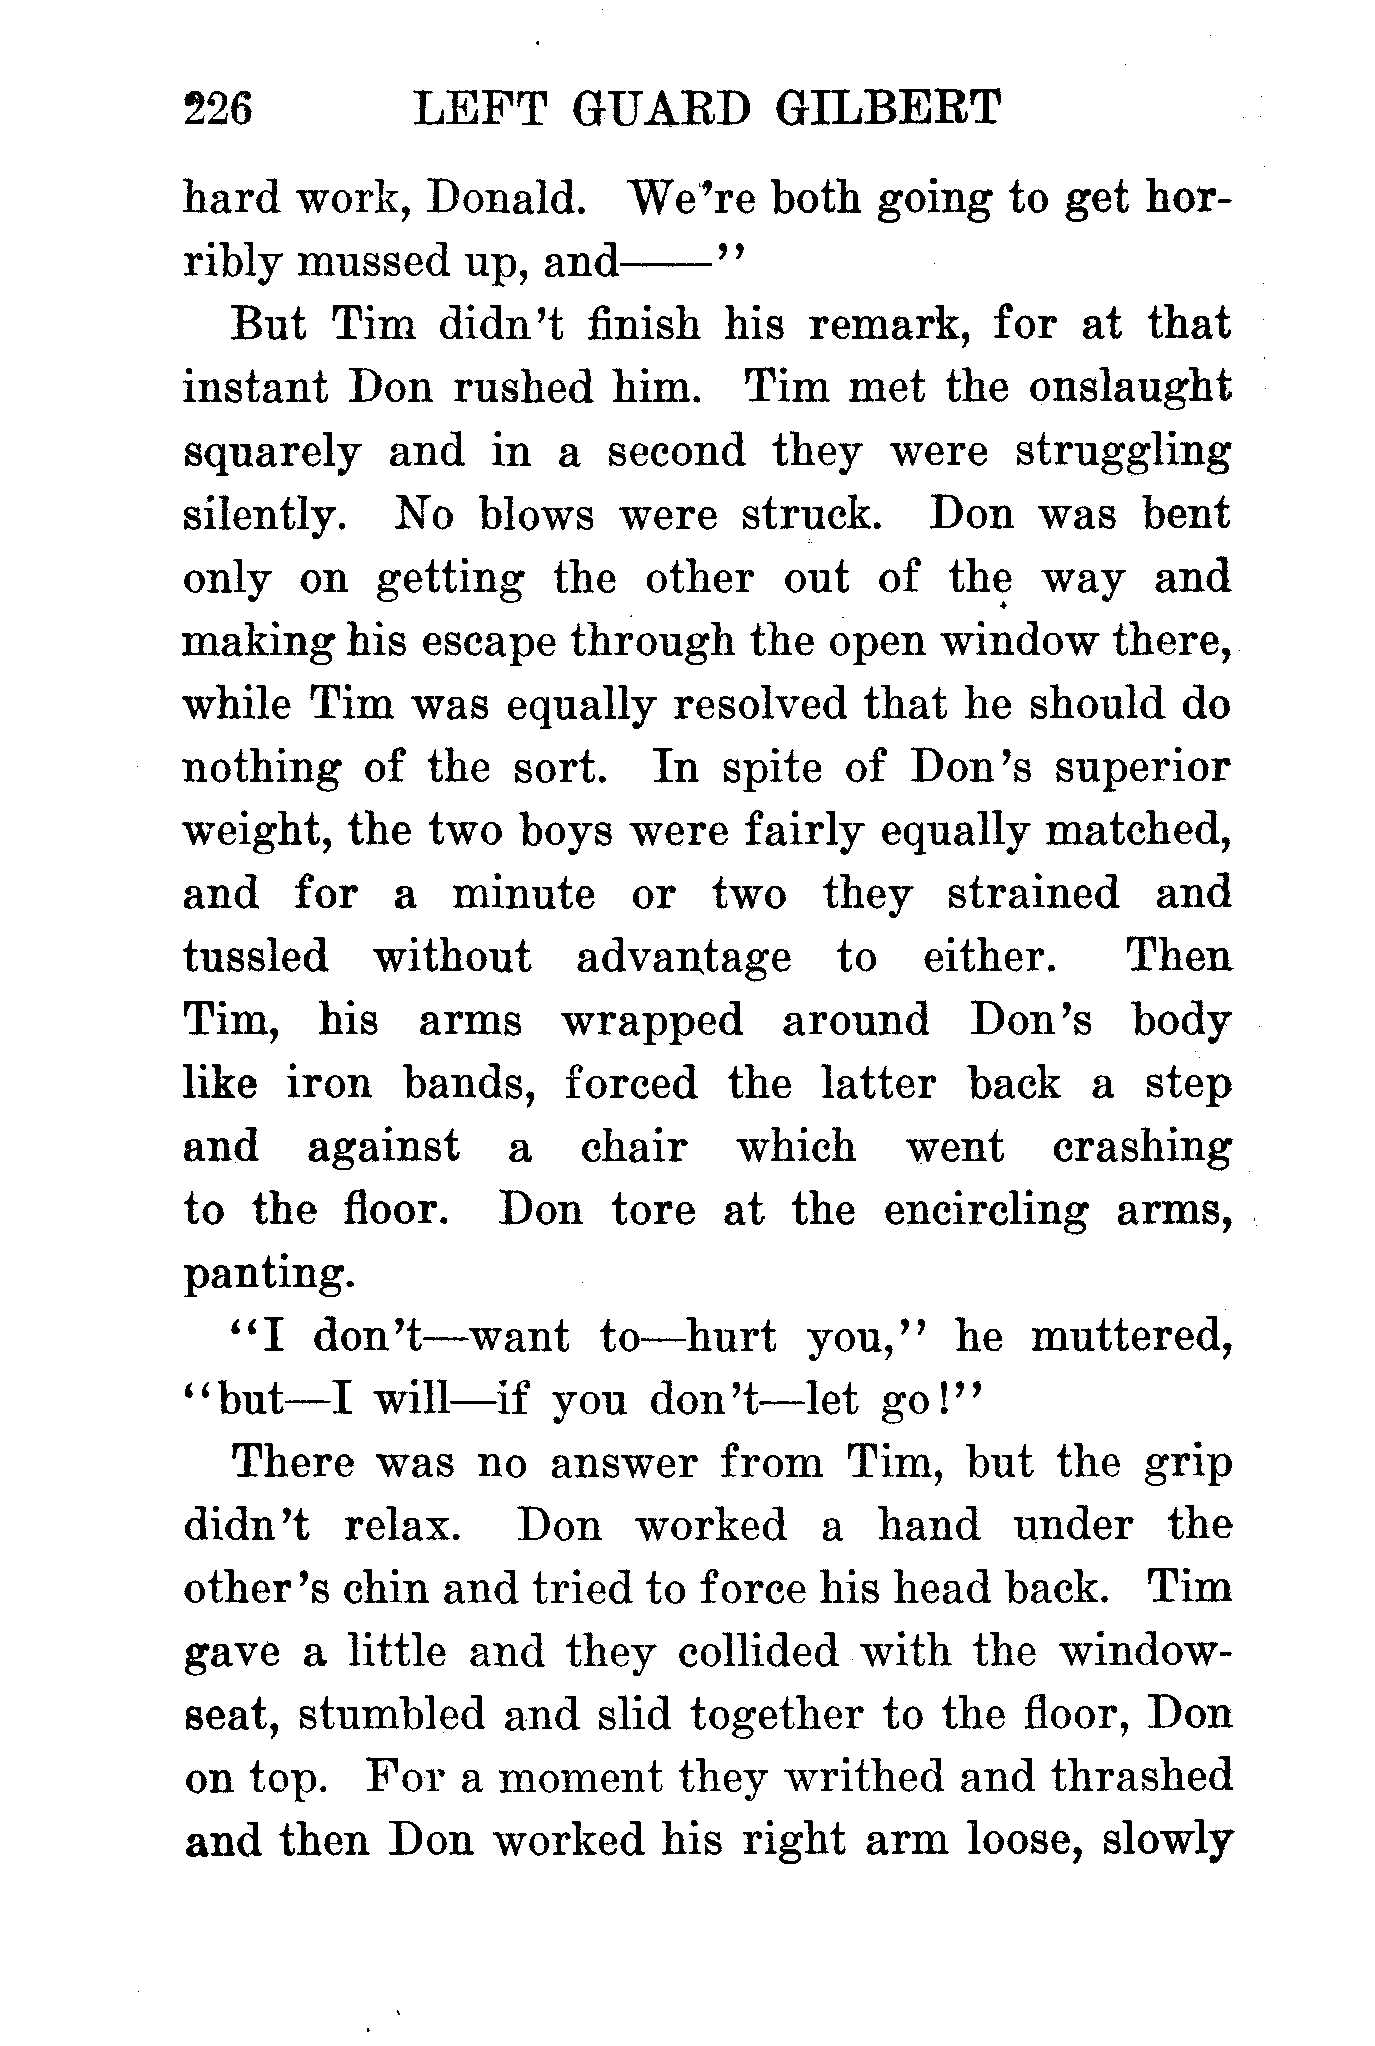 226 LEFT GUARD GILBERT
hard work, Donald. We're both going to get hor-
ribly mussed up, and——"
But Tim didn't finish his remark, for at that
instant Don rushed him. Tim met the onslaught
squarely and in a second they were struggling
silently. No blows were struck. Don was bent
only on getting the other out of the way and
making his escape through the open window there,
while Tim was equally resolved that he should do
nothing of the sort. In spite of Don's superior
weight, the two boys were fairly equally matched,
and for a minute or two they strained and
tussled without advantage to either. Then
Tim, his arms wrapped around Don's body
like iron bands, forced the latter back a step
and against a chair which went crashing
to the floor. Don tore at the encircling arms,
panting.
"I don't—want to—hurt you," he muttered,
"but—I will—if you don't—let go!"
There was no answer from Tim, but the grip
didn't relax. Don worked a hand under the
other's chin and tried to force his head back. Tim
gave a little and they collided with the window-
seat, stumbled and slid together to the floor, Don
on top. For a moment they writhed and thrashed
and then Don worked his right arm loose, slowly